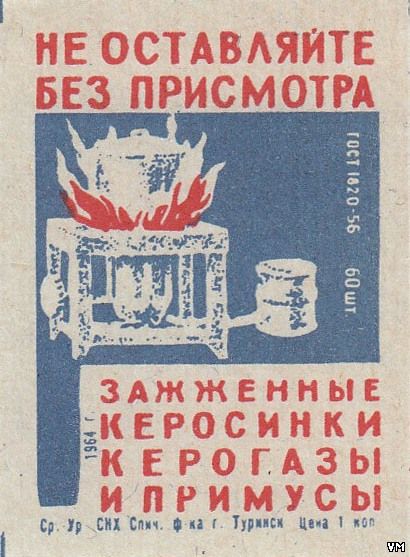 НЕ ОСТАВЛЯЙТЕ
БЕЗ ПРИСМОТРА
ГОСТ 1820-56 60 шт.
ЗАЖЖЕННЫЕ
КЕРОСИНКИ
КЕРОГАЗЫ
И ПРИМУСЫ
1964 г.
Ср. Ур СНХ Спич. ф-ка г. Туринск Цена 1 коп
VM